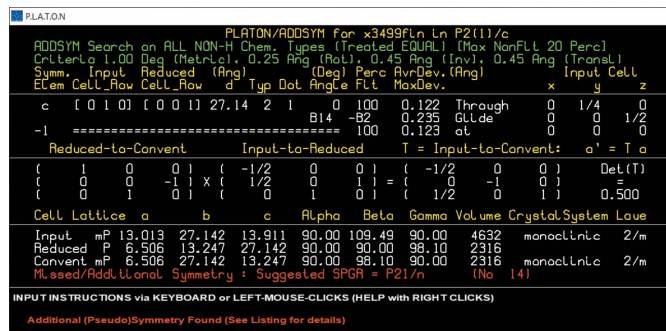 P.L.A.T.O.N
PLATON/ADDSYM for x3499fin in P2(1)/c
ADDSYM Search on ALL NON-H Chem. Types (Treated EQUAL) [Max NonFit 20 Perc]
Criteria 1.00 Deg (Metric), 0.25 Ang (Rot), 0.45 Ang (Inv), 0.45 Ang (Transl)
Symm. Input Reduced (Ang) (Deg) Perc AvrDev.(Ang) Input Cell
Elem Cell_Row Cell_Row d Typ Dot Angle Fit MaxDev. x y z
c [ 0 1 0] [ 0 0 1] 27.14 2 1 0 100 0.122 Through 0 1/4 0
B14 -B2 0.235 Glide 0 0 1/2
-1 ================================= 100 0.123 at 0 0 0
Reduced-to-Convent Input-to-Reduced T = Input-to-Convent: a' = T a
( 1 0 0 ) ( -1/2 0 0 ) ( -1/2 0 0 ) Det(T)
( 0 0 -1 ) X ( 1/2 0 1 ) = ( 0 -1 0 ) =
( 0 1 0 ) ( 0 1 0 ) ( 1/2 0 1 ) 0.500
Cell Lattice a b c Alpha Beta Gamma Volume CrystalSystem Laue
Input mP 13.013 27.142 13.911 90.00 109.49 90.00 4632 monoclinic 2/m
Reduced P 6.506 13.247 27.142 90.00 90.00 98.10 2316
Convent mP 6.506 27.142 13.247 90.00 98.10 90.00 2316 monoclinic 2/m
Missed/Additional Symmetry : Suggested SPGR = P21/n (No 14)
INPUT INSTRUCTIONS via KEYBOARD or LEFT-MOUSE-CLICKS (HELP with RIGHT CLICKS)
Additional (Pseudo)Symmetry Found (See Listing for details)